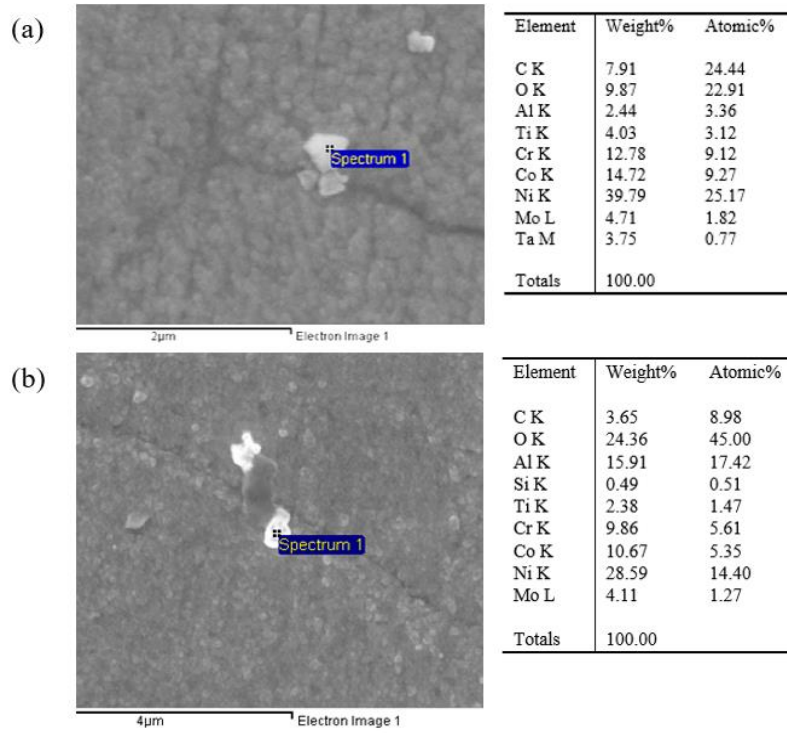 (a)
Spectrum 1
2µm Electron Image 1
Element Weight% Atomic%
C K 7.91 24.44
O K 9.87 22.91
Al K 2.44 3.36
Ti K 4.03 3.12
Cr K 12.78 9.12
Co K 14.72 9.27
Ni K 39.79 25.17
Mo L 4.71 1.82
Ta M 3.75 0.77
Totals 100.00
(b)
Spectrum 1
4µm Electron Image 1
Element Weight% Atomic%
C K 3.65 8.98
O K 24.36 45.00
Al K 15.91 17.42
Si K 0.49 0.51
Ti K 2.38 1.47
Cr K 9.86 5.61
Co K 10.67 5.35
Ni K 28.59 14.40
Mo L 4.11 1.27
Totals 100.00